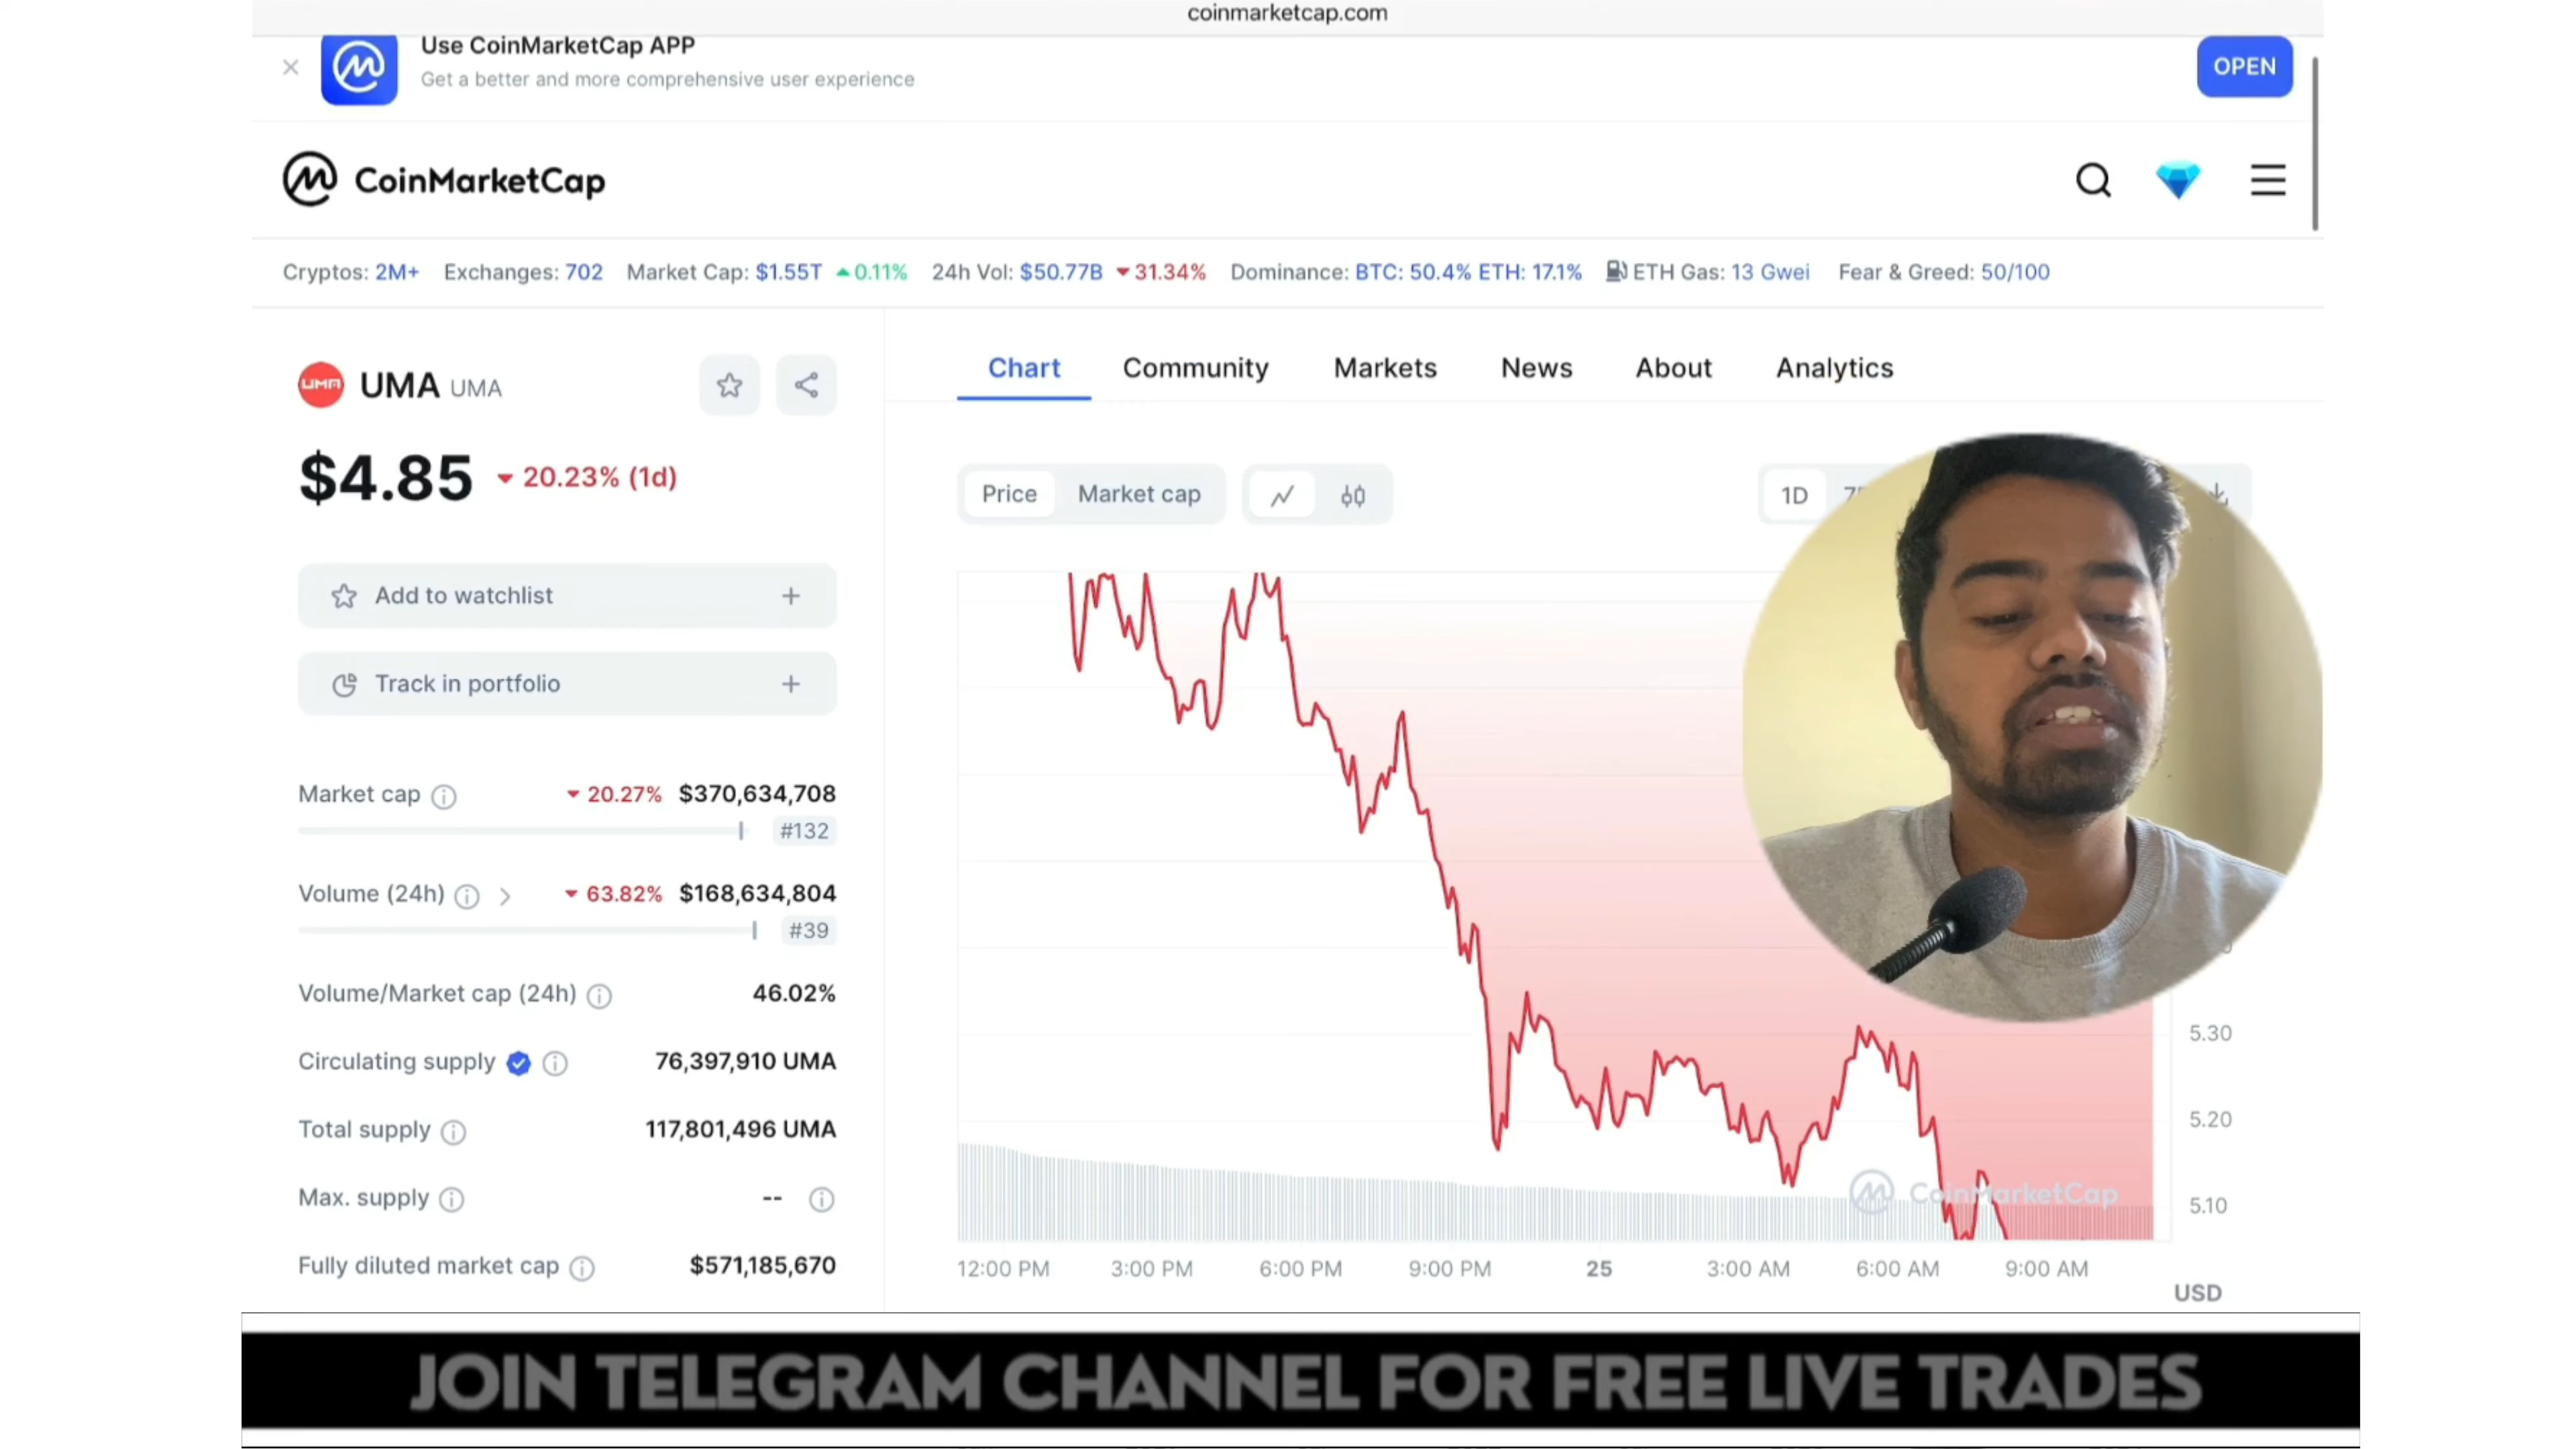 coinmarketcap.com
Use CoinMarketCap APP
Get a better and more comprehensive user experience
OPEN
CoinMarketCap
Cryptos: 2M+ Exchanges: 702 Market Cap: $1.55T 0.11% 24h Vol: $50.77B 31.34% Dominance: BTC: 50.4% ETH: 17.1% ETH Gas: 13 Gwei Fear & Greed: 50/100
UMA UMA UMA
$4.85 20.23% (1d)
Add to watchlist
Track in portfolio
Market cap 20.27% $370,634,708
#132
Volume (24h) 63.82% $168,634,804
#39
Volume/Market cap (24h) 46.02%
Circulating supply 76,397,910 UMA
Total supply 117,801,496 UMA
Max. supply --
Fully diluted market cap $571,185,670
Chart Community Markets News About Analytics
Price Market cap 1D
5.30
5.20
CoinMarketCap
5.10
12:00 PM 3:00 PM 6:00 PM 9:00 PM 25 3:00 AM 6:00 AM 9:00 AM
USD
JOIN TELEGRAM CHANNEL FOR FREE LIVE TRADES